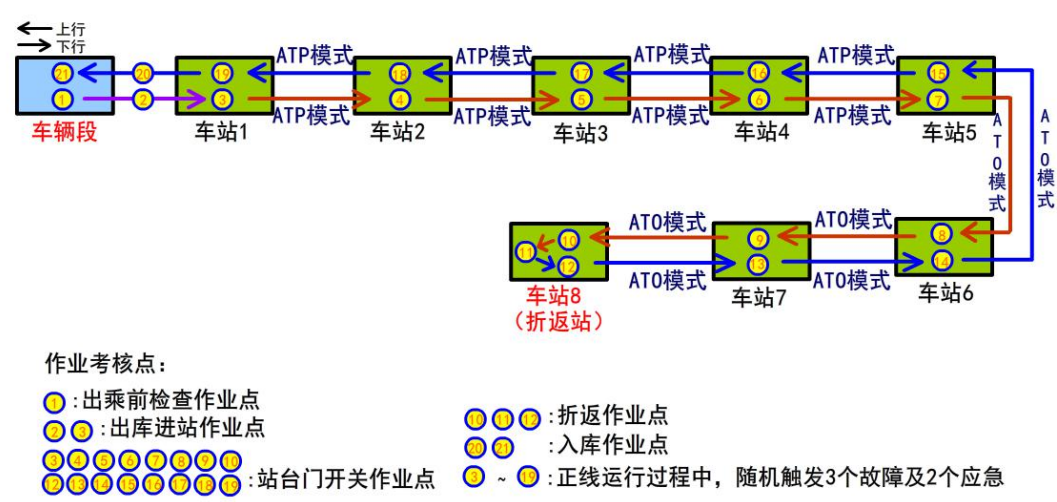 上行
下行
ATP模式 ATP模式 ATP模式 ATP模式
21 20 19 18 17 16 15
1 2 3 4 5 6 7
ATP模式 ATP模式 ATP模式 ATP模式
车辆段 车站1 车站2 车站3 车站4 车站5
ATO模式 ATO模式
ATO模式 ATO模式
10 9 8
11
12 13 14
ATO模式 ATO模式
车站8 车站7 车站6
（折返站）
作业考核点：
1：出乘前检查作业点
2 3：出库进站作业点
3 4 5 6 7 8 9 10
12 13 14 15 16 17 18 19：站台门开关作业点
10 11 12：折返作业点
20 21：入库作业点
3 ~ 19：正线运行过程中，随机触发3个故障及2个应急